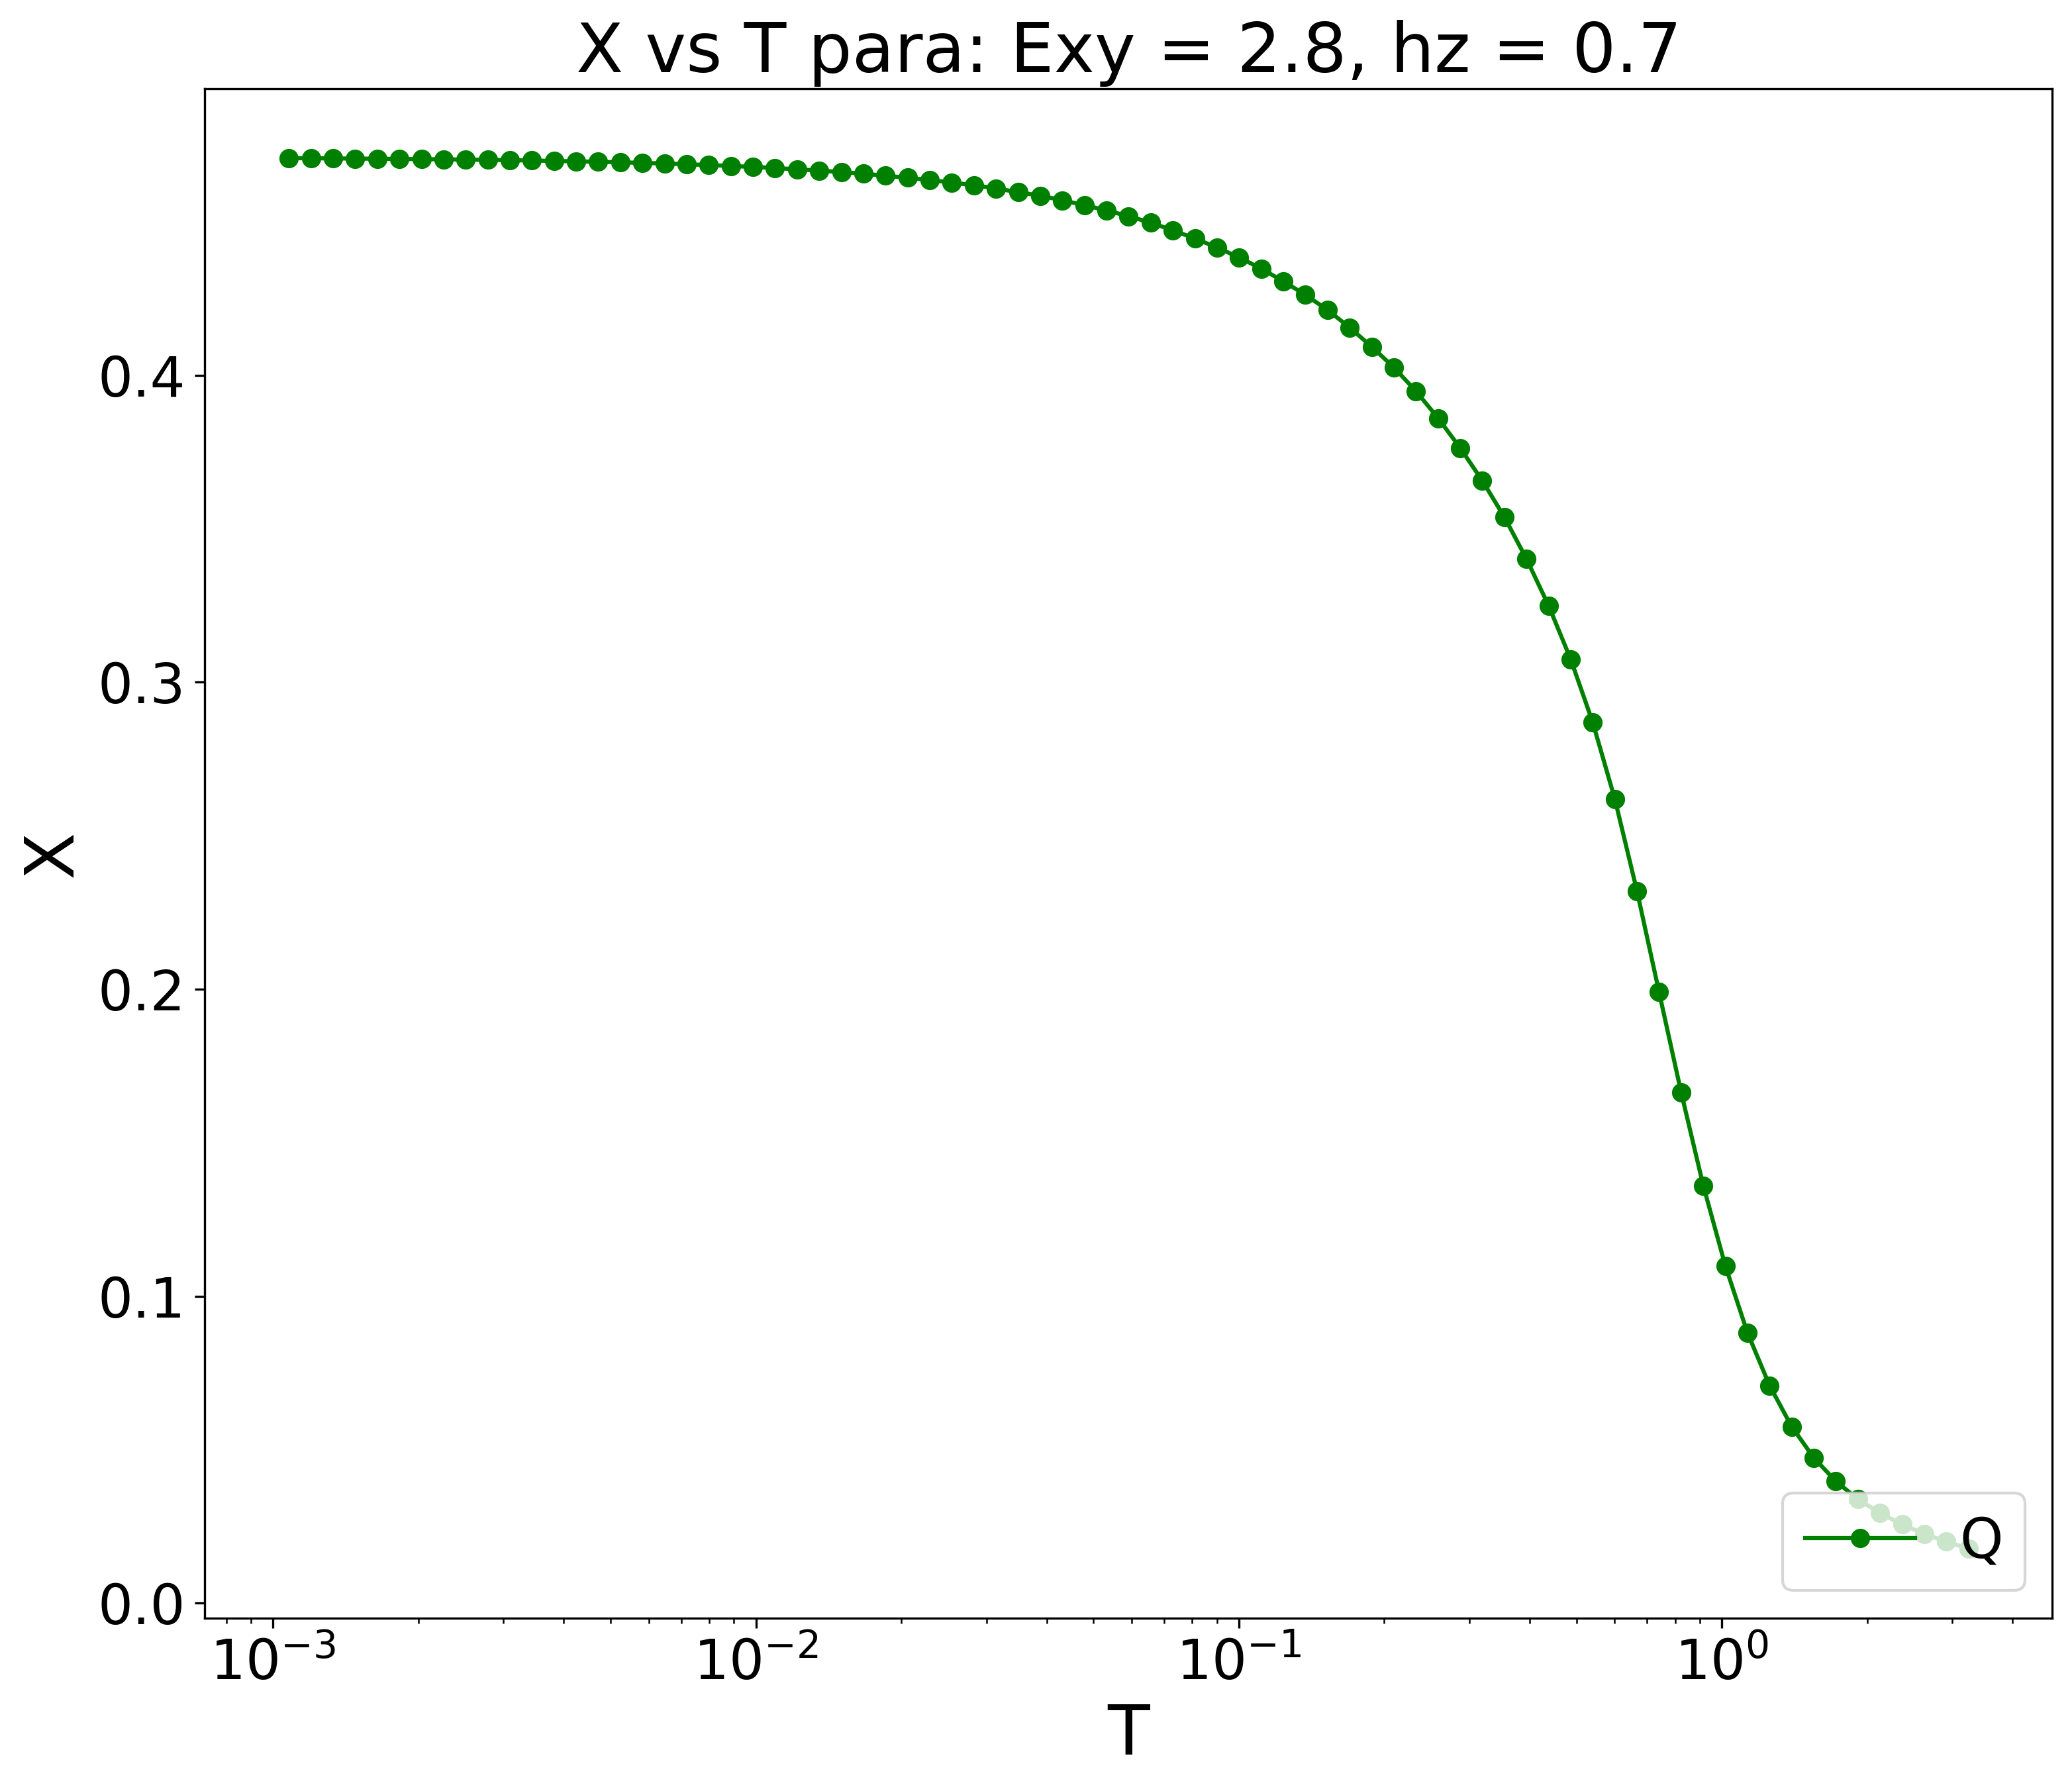 X vs T para: Exy = 2.8, hz = 0.7
X
0.4
0.3
0.2
0.1
0.0
10⁻³ 10⁻² 10⁻¹ 10⁰
T
Q